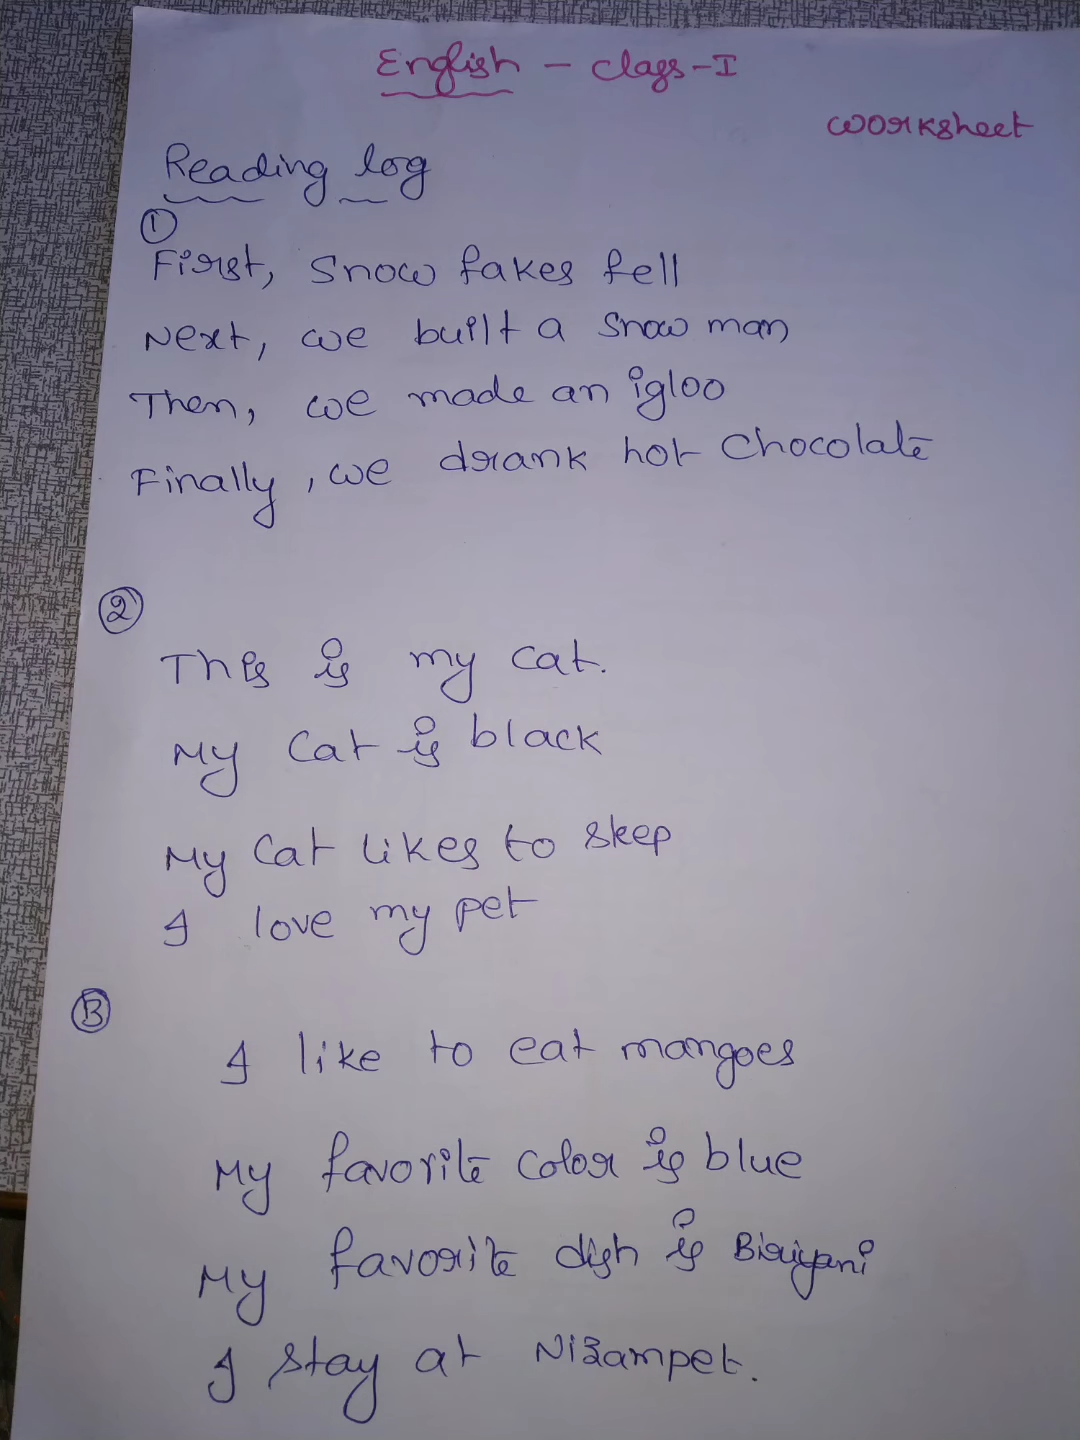 English - Class-I
Worksheet
Reading log
①
First, Snow fakes fell
Next, we built a snow man
Then, we made an igloo
Finally, we drank hot Chocolate
②
This is my cat.
My Cat is black
My Cat likes to sleep
I love my pet
③
I like to eat mangoes
My favorite Color is blue
My favorite dish is Biriyani
I stay at Nizampet.